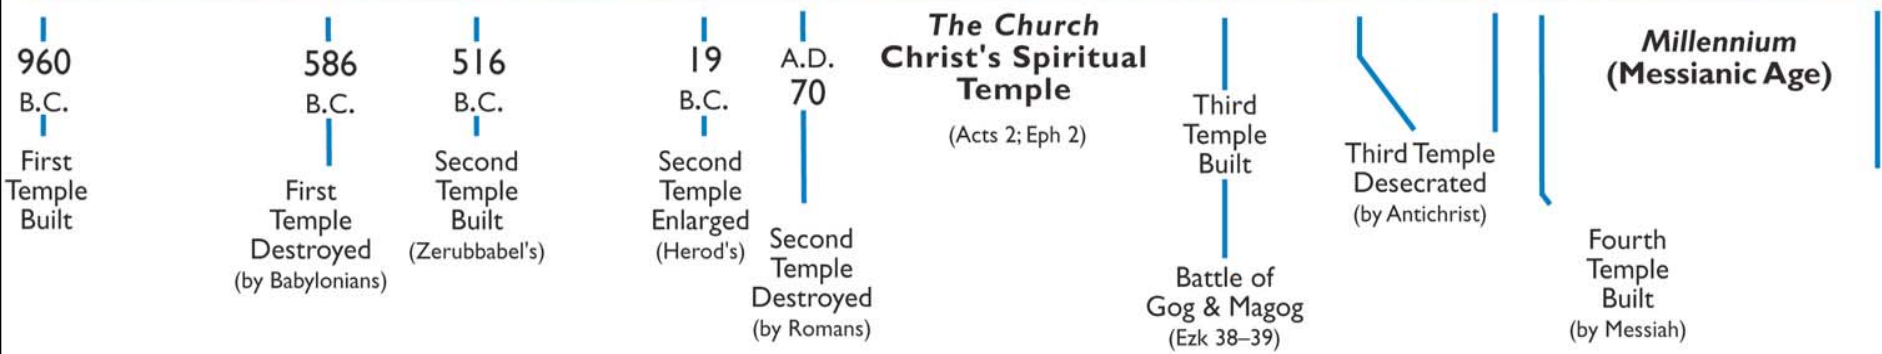 960
B.C.
First
Temple
Built
586
B.C.
First
Temple
Destroyed
(by Babylonians)
516
B.C.
Second
Temple
Built
(Zerubbabel's)
19
B.C.
Second
Temple
Enlarged
(Herod's)
A.D.
70
Second
Temple
Destroyed
(by Romans)
The Church
Christ's Spiritual
Temple
(Acts 2; Eph 2)
Third
Temple
Built
Battle of
Gog & Magog
(Ezk 38–39)
Third Temple
Desecrated
(by Antichrist)
Fourth
Temple
Built
(by Messiah)
Millennium
(Messianic Age)